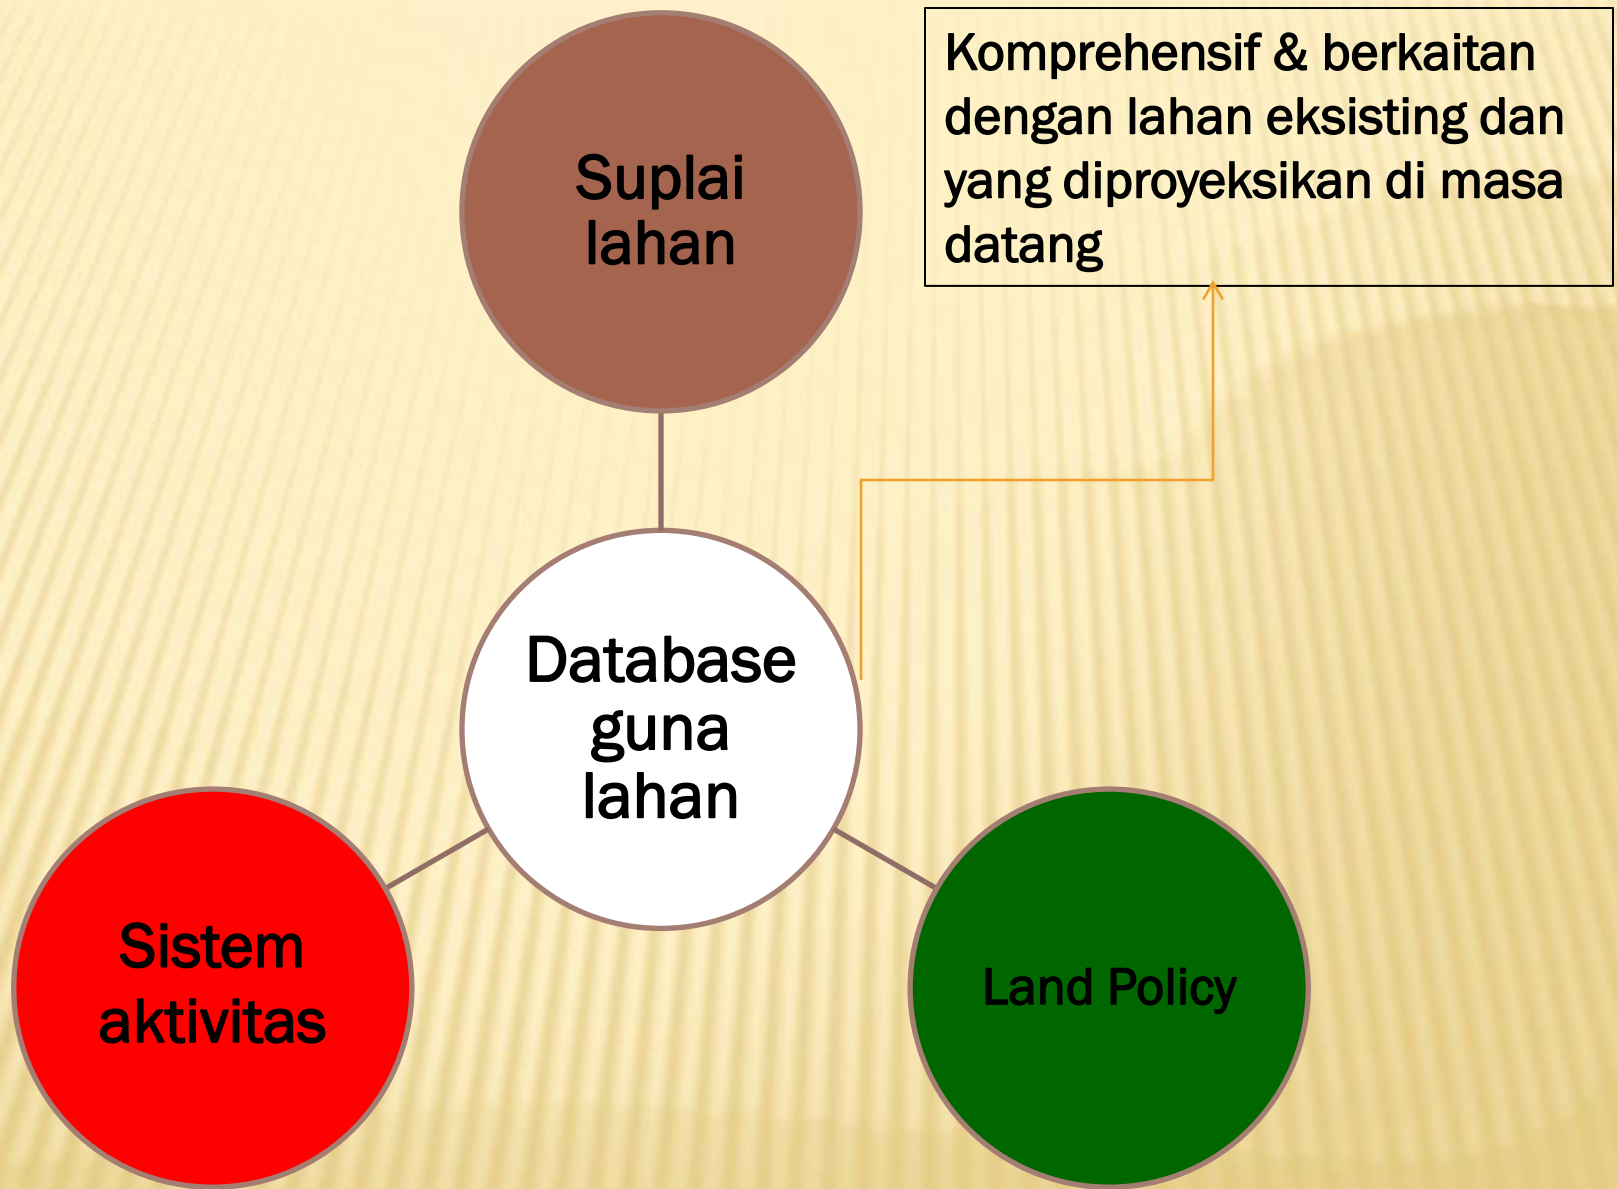 Suplai
lahan
Komprehensif & berkaitan
dengan lahan eksisting dan
yang diproyeksikan di masa
datang
Database
guna
lahan
Sistem
aktivitas
Land Policy